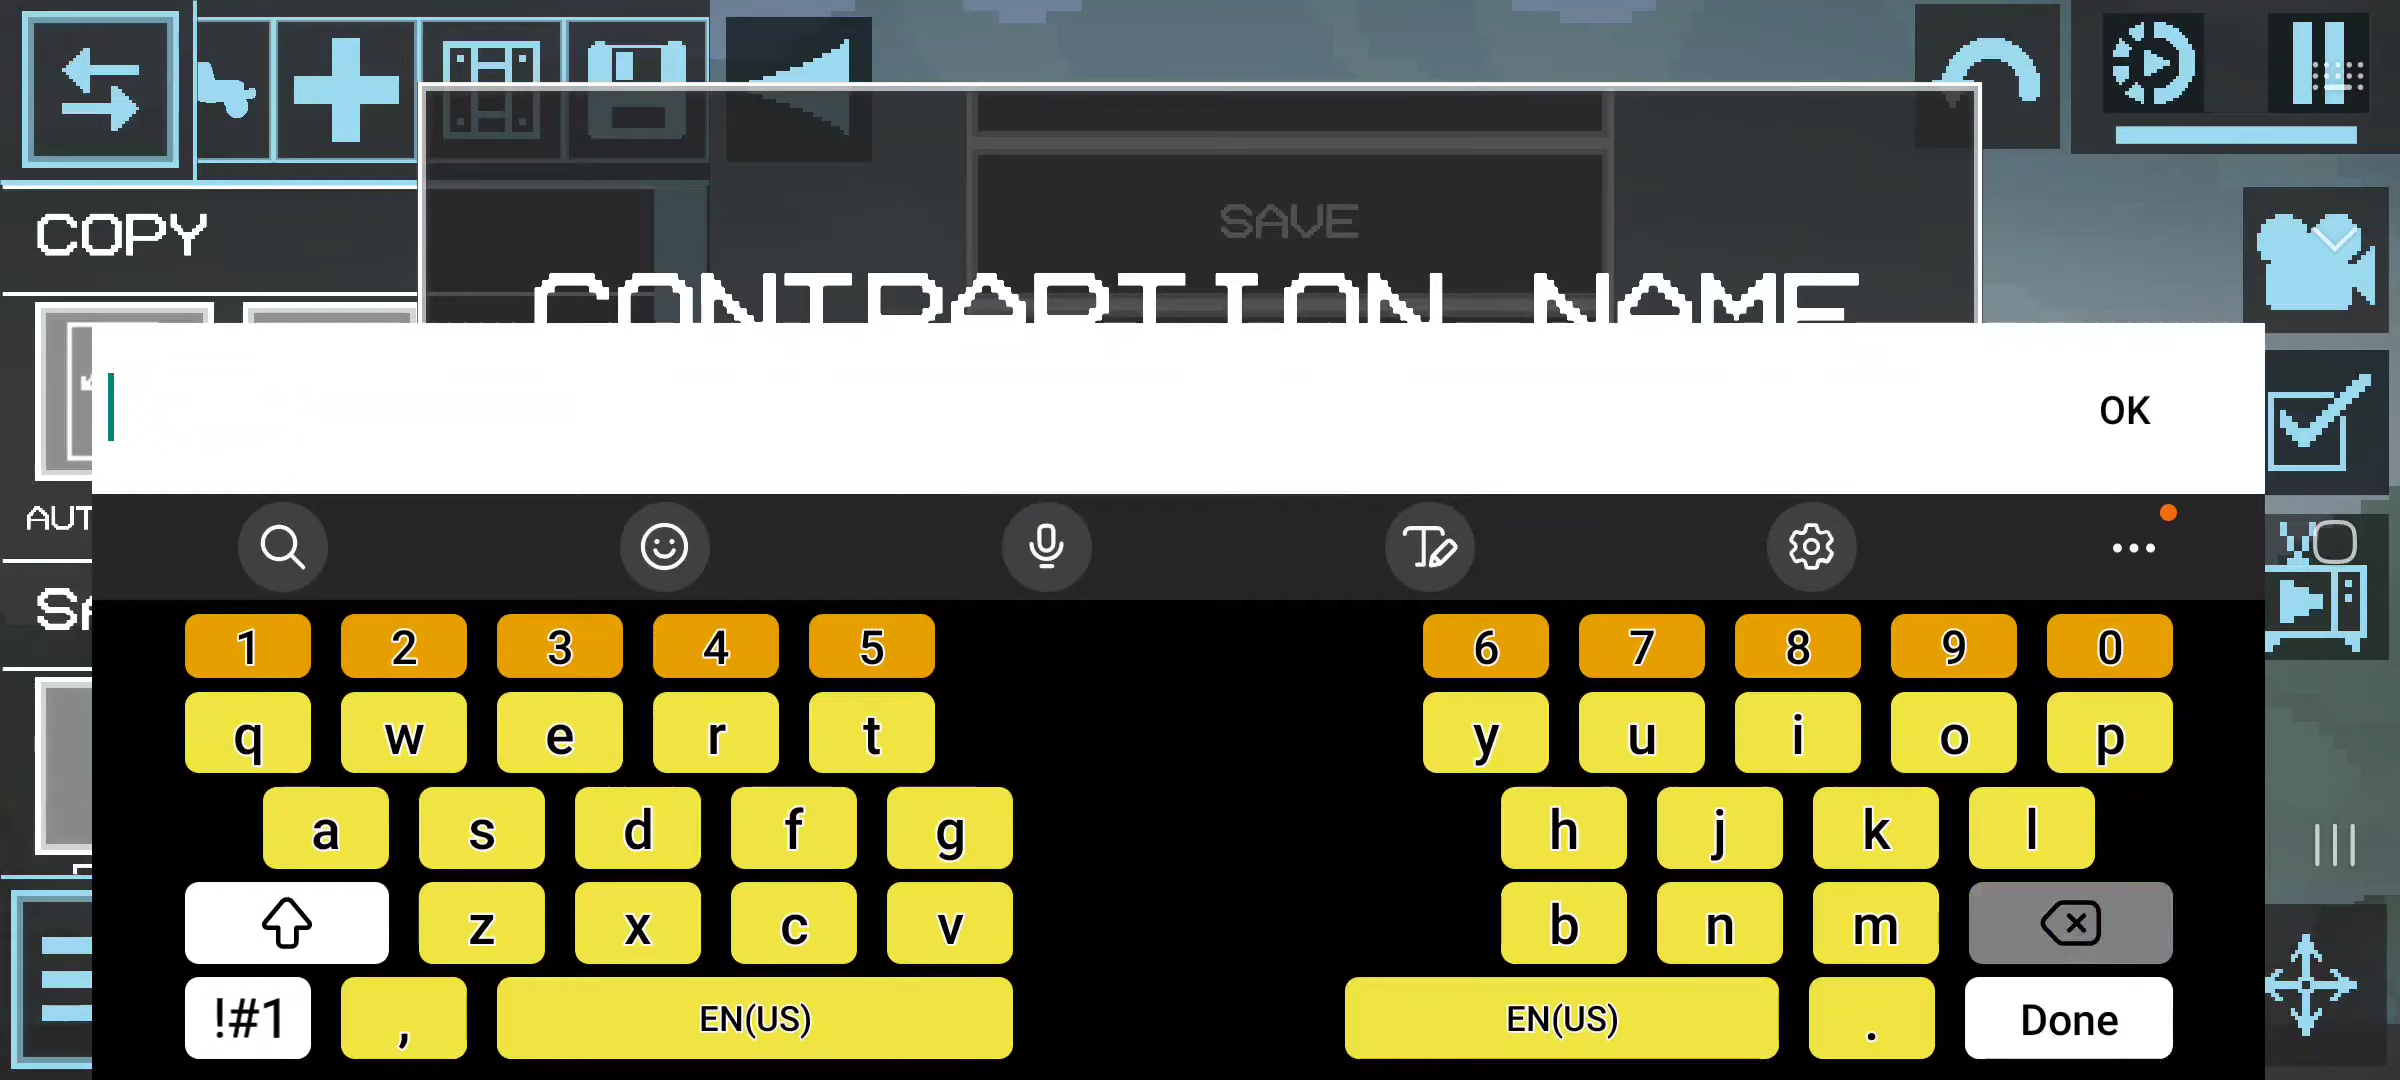 COPY
SAVE
CONTRAPTION NAME
OK
AUT
SA
1 2 3 4 5 6 7 8 9 0
q w e r t y u i o p
a s d f g h j k l
z x c v b n m
!#1 , EN(US) EN(US) . Done